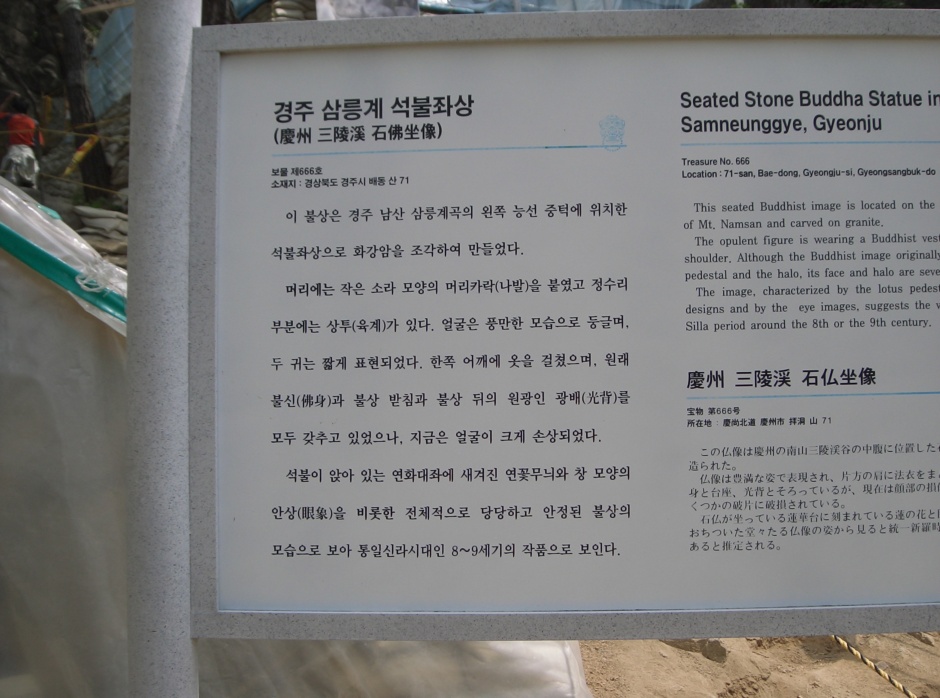 경주 삼릉계 석불좌상
(慶州 三陵溪 石佛坐像)
보물 제666호
소재지 : 경상북도 경주시 배동 산 71
이 불상은 경주 남산 삼릉계곡의 왼쪽 능선 중턱에 위치한
석불좌상으로 화강암을 조각하여 만들었다.
머리에는 작은 소라 모양의 머리카락(나발)을 붙였고 정수리
부분에는 상투(육계)가 있다. 얼굴은 풍만한 모습으로 둥글며,
두 귀는 짧게 표현되었다. 한쪽 어깨에 옷을 걸쳤으며, 원래
불신(佛身)과 불상 받침과 불상 뒤의 원광인 광배(光背)를
모두 갖추고 있었으나, 지금은 얼굴이 크게 손상되었다.
석불이 앉아 있는 연화대좌에 새겨진 연꽃무늬와 창 모양의
안상(眼象)을 비롯한 전체적으로 당당하고 안정된 불상의
모습으로 보아 통일신라시대인 8～9세기의 작품으로 보인다.
Seated Stone Buddha Statue in
Samneunggye, Gyeonju
Treasure No. 666
Location : 71-san, Bae-dong, Gyeongju-si, Gyeongsangbuk-do
This seated Buddhist image is located on the
of Mt. Namsan and carved on granite.
The opulent figure is wearing a Buddhist
shoulder. Although the Buddhist image originally
pedestal and the halo, its face and halo are
The image, characterized by the lotus
designs and by the eye images, suggests the
Silla period around the 8th or the 9th century.
慶州 三陵渓 石仏坐像
宝物 第666号
所在地 : 慶尚北道 慶州市 拝洞 山 71
この仏像は慶州の南山三陵渓谷の中腹に位置した
造られた。
仏像は豊満な姿で表現され、片方の肩に法衣をま
身と台座、光背とそろっているが、現在は顔部の損
くつかの破片に破損されている。
石仏が坐っている蓮華台に刻まれている蓮の花と
おちついた堂々たる仏像の姿から見ると統一新羅時
あると推定される。